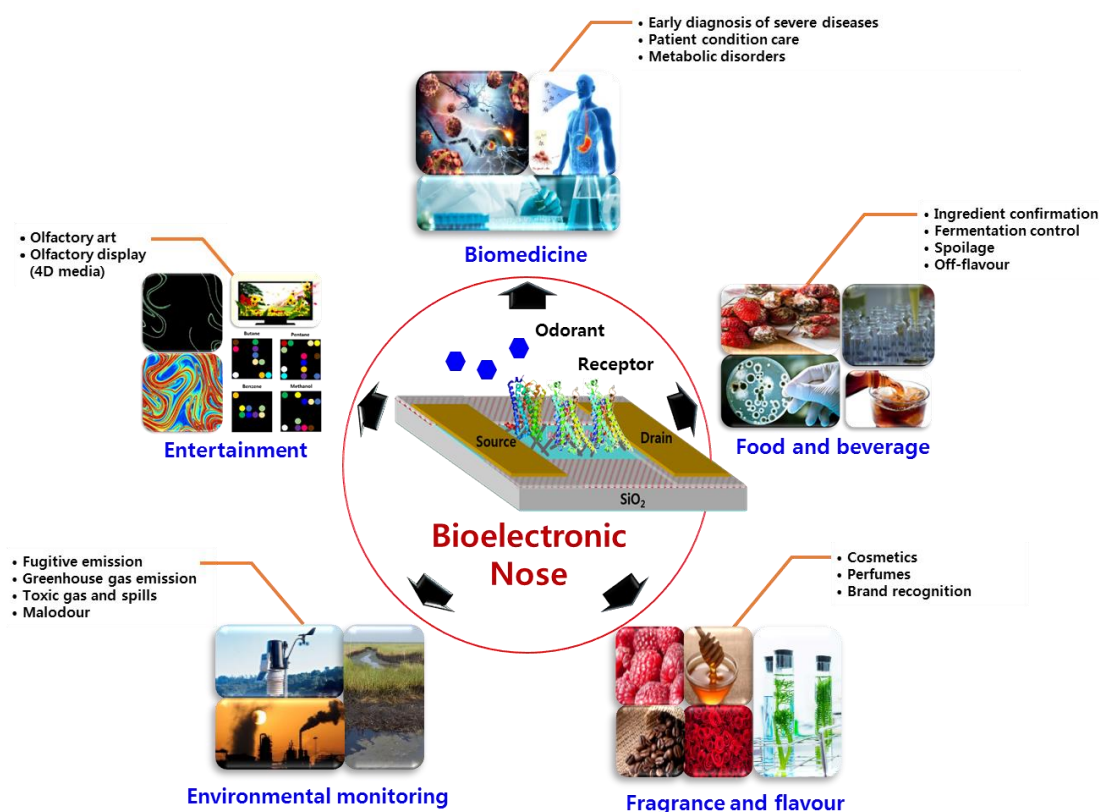 • Early diagnosis of severe diseases
• Patient condition care
• Metabolic disorders
Biomedicine
• Olfactory art
• Olfactory display
(4D media)
Butane
Pentane
Benzene
Methanol
Entertainment
• Ingredient confirmation
• Fermentation control
• Spoilage
• Off-flavour
Food and beverage
Odorant
Receptor
Source
Drain
SiO₂
Bioelectronic
Nose
• Fugitive emission
• Greenhouse gas emission
• Toxic gas and spills
• Malodour
Environmental monitoring
• Cosmetics
• Perfumes
• Brand recognition
Fragrance and flavour